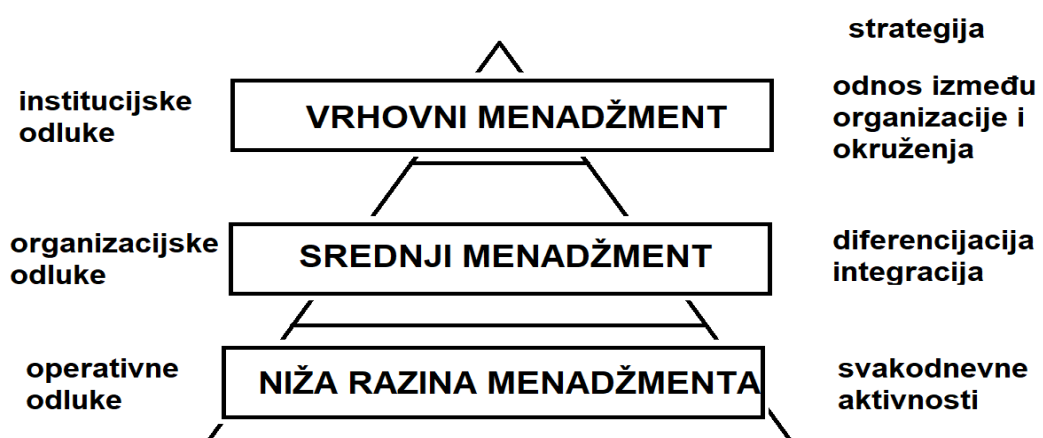 strategija
institucijske
odluke
VRHOVNI MENADŽMENT
odnos između
organizacije i
okruženja
organizacijske
odluke
SREDNJI MENADŽMENT
diferencijacija
integracija
operativne
odluke
NIŽA RAZINA MENADŽMENTA
svakodnevne
aktivnosti